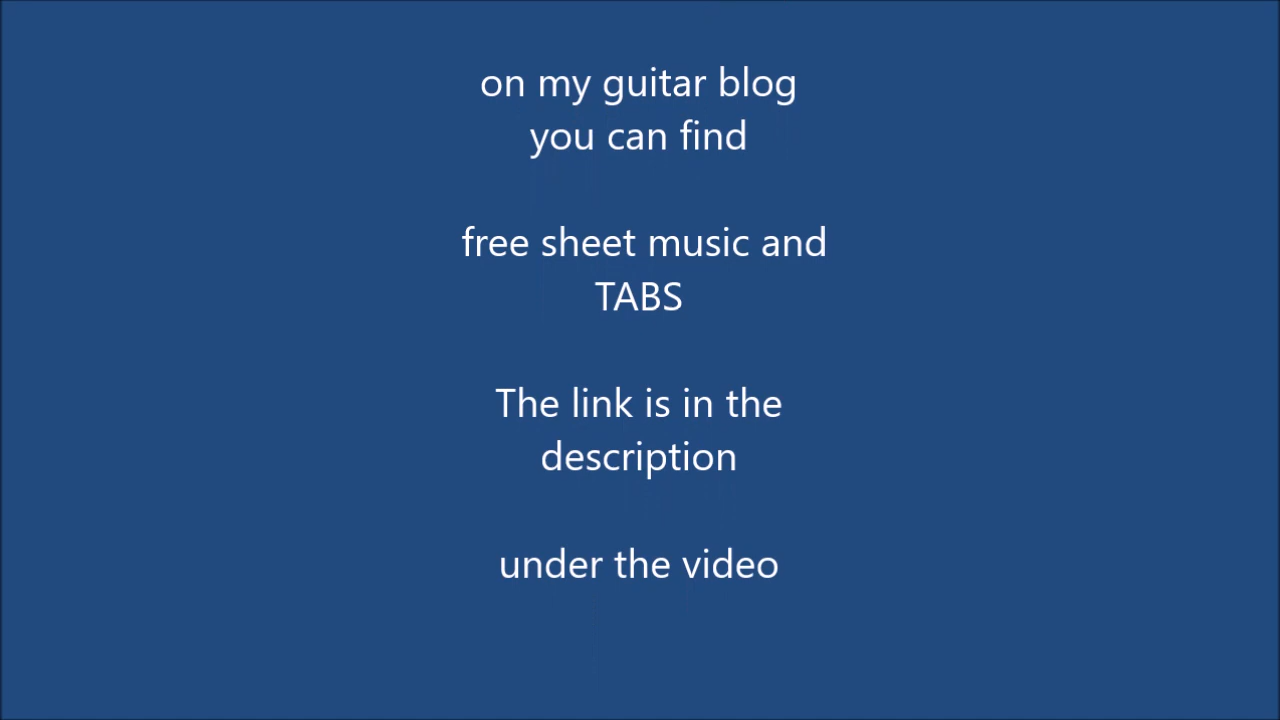 on my guitar blog
you can find
free sheet music and
TABS
The link is in the
description
under the video